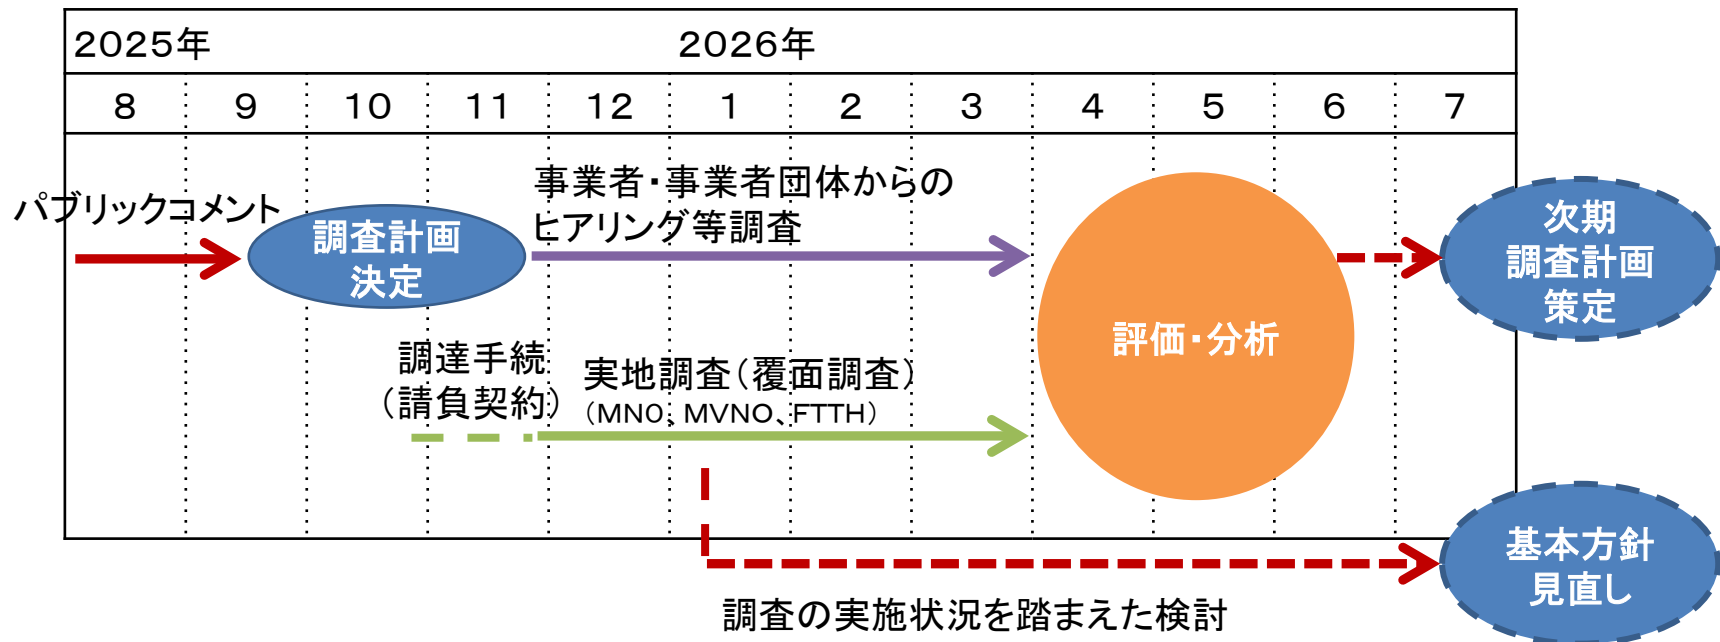 2025年 2026年
8 9 10 11 12 1 2 3 4 5 6 7
パブリックコメント
調査計画
決定
事業者・事業者団体からの
ヒアリング等調査
調達手続
（請負契約）
実地調査（覆面調査）
（MNO、MVNO、FTTH）
評価・分析
次期
調査計画
策定
基本方針
見直し
調査の実施状況を踏まえた検討